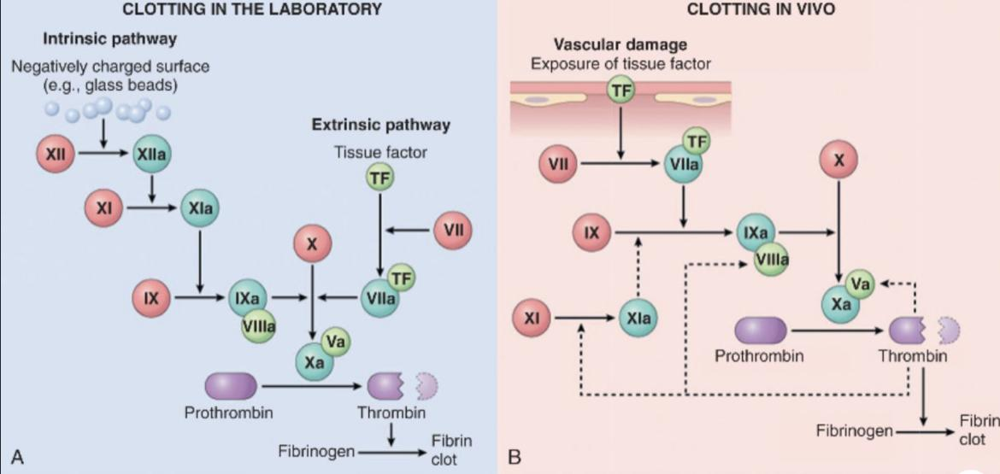 CLOTTING IN THE LABORATORY
Intrinsic pathway
Negatively charged surface
(e.g., glass beads)
XII
XIIa
XI
XIa
IX
IXa
VIIIa
Extrinsic pathway
Tissue factor
TF
VII
X
TF
VIIa
Va
Xa
Prothrombin
Thrombin
Fibrinogen
Fibrin
clot
A
CLOTTING IN VIVO
Vascular damage
Exposure of tissue factor
TF
TF
VII
VIIa
X
IX
IXa
VIIIa
Va
Xa
XI
XIa
Prothrombin
Thrombin
Fibrinogen
Fibrin
clot
B